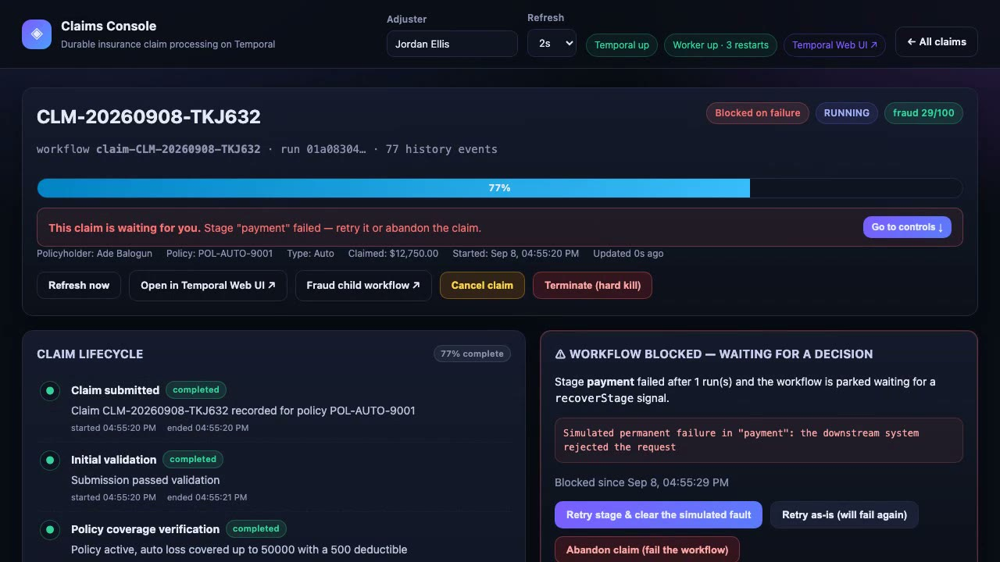 Claims Console
Durable insurance claim processing on Temporal
Adjuster
Jordan Ellis
Refresh
2s
Temporal up
Worker up · 3 restarts
Temporal Web UI ↗
← All claims
CLM-20260908-TKJ632
Blocked on failure
RUNNING
fraud 29/100
workflow claim-CLM-20260908-TKJ632 · run 01a08304… · 77 history events
77%
This claim is waiting for you. Stage "payment" failed — retry it or abandon the claim.
Go to controls ↓
Policyholder: Ade Balogun Policy: POL-AUTO-9001 Type: Auto Claimed: $12,750.00 Started: Sep 8, 04:55:20 PM Updated 0s ago
Refresh now
Open in Temporal Web UI ↗
Fraud child workflow ↗
Cancel claim
Terminate (hard kill)
CLAIM LIFECYCLE
77% complete
Claim submitted completed
Claim CLM-20260908-TKJ632 recorded for policy POL-AUTO-9001
started 04:55:20 PM ended 04:55:20 PM
Initial validation completed
Submission passed validation
started 04:55:20 PM ended 04:55:21 PM
Policy coverage verification completed
Policy active, auto loss covered up to 50000 with a 500 deductible
⚠ WORKFLOW BLOCKED — WAITING FOR A DECISION
Stage payment failed after 1 run(s) and the workflow is parked waiting for a
recoverStage signal.
Simulated permanent failure in "payment": the downstream system
rejected the request
Blocked since Sep 8, 04:55:29 PM
Retry stage & clear the simulated fault
Retry as-is (will fail again)
Abandon claim (fail the workflow)